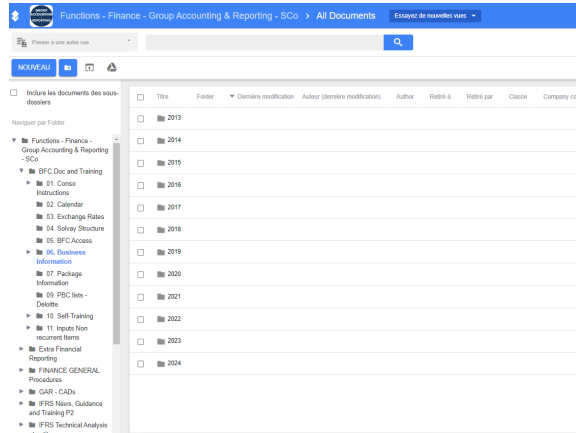 GROUP
ACCOUNTING
REPORTING
Functions - Finance - Group Accounting & Reporting - SCo > All Documents
Essayez de nouvelles vues
Passer à une autre vue
NOUVEAU
Inclure les documents des sous-
dossiers
Titre Folder Dernière modification Auteur (dernière modification) Author Retiré à Retiré par Classe Company co
Naviguer par Folder
Functions - Finance -
Group Accounting & Reporting
- SCo
BFC Doc and Training
01. Conso
Instructions
02. Calendar
03. Exchange Rates
04. Solvay Structure
05. BFC Access
06. Business
Information
07. Package
Information
09. PBC lists -
Deloitte
10. Self-Training
11. Inputs Non
recurrent Items
Extra Financial
Reporting
FINANCE GENERAL
Procedures
GAR - CADs
IFRS News, Guidance
and Training P2
IFRS Technical Analysis
2013
2014
2015
2016
2017
2018
2019
2020
2021
2022
2023
2024